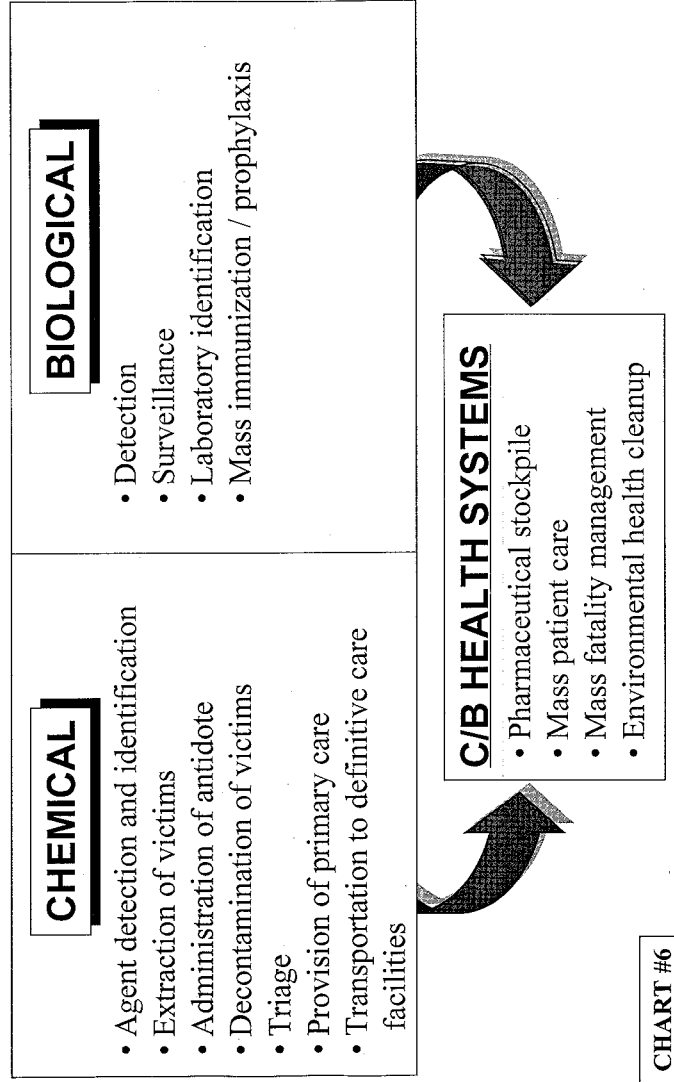 CHEMICAL
• Agent detection and identification
• Extraction of victims
• Administration of antidote
• Decontamination of victims
• Triage
• Provision of primary care
• Transportation to definitive care
facilities
BIOLOGICAL
• Detection
• Surveillance
• Laboratory identification
• Mass immunization / prophylaxis
C/B HEALTH SYSTEMS
• Pharmaceutical stockpile
• Mass patient care
• Mass fatality management
• Environmental health cleanup
CHART #6